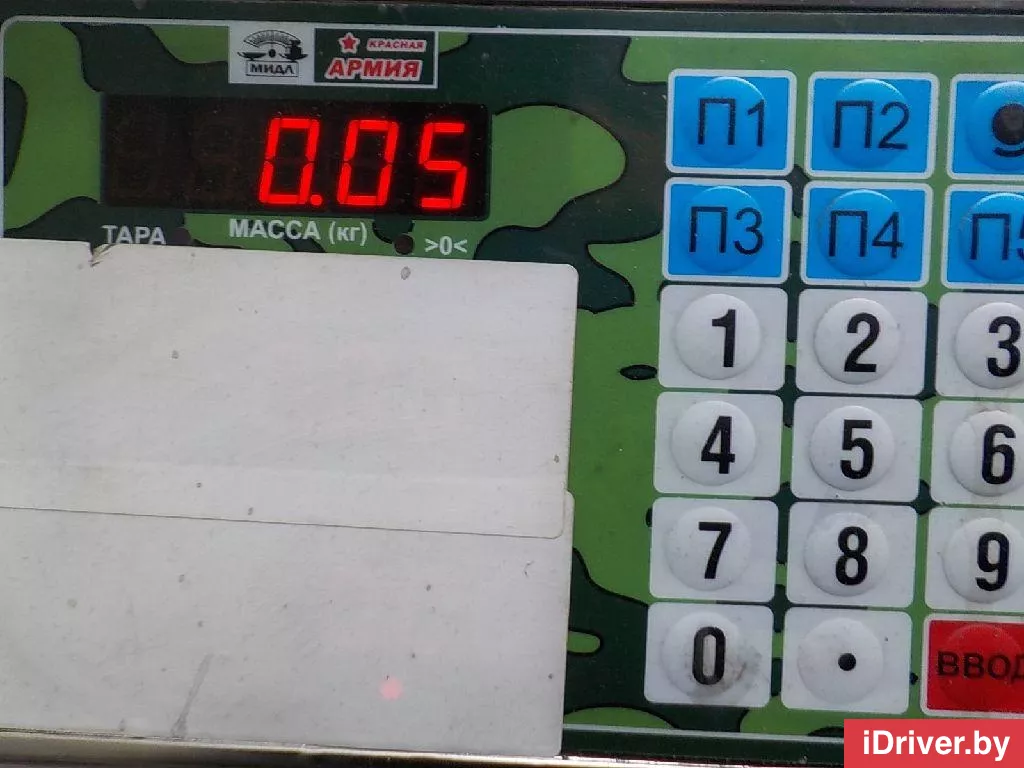 МИДЛ
КРАСНАЯ
АРМИЯ
0.05
ТАРА МАССА (кг) >0<
П1 П2
П3 П4 П5
1 2 3
4 5 6
7 8 9
0 . ВВОД
iDriver.by